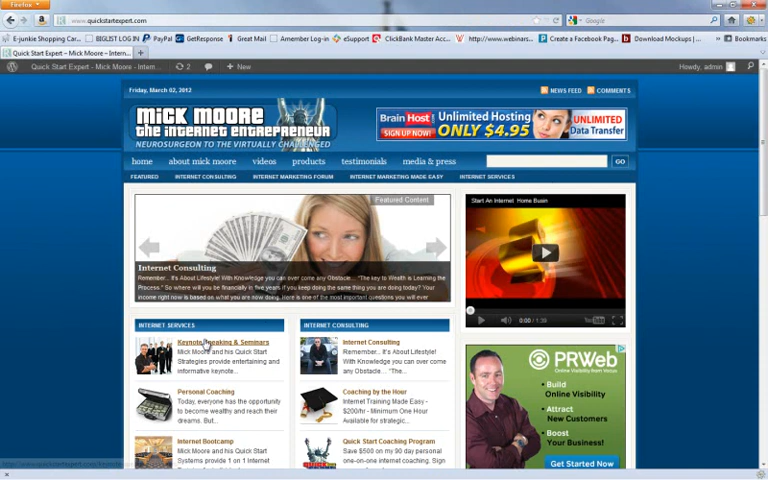 Firefox
www.quickstartexpert.com
Google
E-junkie Shopping Car...
BIGLIST LOG IN
PayPal
GetResponse
Great Mail
Amember Log-in
eSupport
ClickBank Master Acc...
http://www.webinars...
Create a Facebook Pag...
Download Mockups/...
Bookmarks
Quick Start Expert – Mick Moore – Intern...
Quick Start Expert - Mick Moore - Intern...
2
+ New
Howdy, admin
Friday, March 02, 2012
NEWS FEED
COMMENTS
MICK MOORE
THE INTERNET ENTREPRENEUR
NEUROSURGEON TO THE VIRTUALLY CHALLENGED
Brain Host
SIGN UP NOW!
Unlimited Hosting
ONLY $4.95
UNLIMITED
Data Transfer
home
about mick moore
videos
products
testimonials
media & press
GO
FEATURED
INTERNET CONSULTING
INTERNET MARKETING FORUM
INTERNET MARKETING MADE EASY
INTERNET SERVICES
Featured Content
Internet Consulting
Remember... It's About Lifestyle! With Knowledge you can over come any Obstacle... "The key to Wealth is Learning the
Process." So where will you be financially in five years if you keep doing the same thing you are doing today? Your
income right now is based on what you are now doing. Here is one of the most important questions you will ever
Start An Internet Home Busin
0:00 / 1:39
INTERNET SERVICES
Keynote Speaking & Seminars
Mick Moore and his Quick Start
Strategies provide entertaining and
informative keynote...
Personal Coaching
Today, everyone has the opportunity
to become wealthy and reach their
dreams. But...
Internet Bootcamp
Mick Moore and his Quick Start
Systems provide 1 on 1 Internet
INTERNET CONSULTING
Internet Consulting
Remember... It's About Lifestyle!
With Knowledge you can over come
any Obstacle... "The...
Coaching by the Hour
Internet Training Made Easy -
$200/hr - Minimum One Hour
Available for strategic...
Quick Start Coaching Program
Save $500 on my 90 day personal
one-on-one internet coaching. Sign
PRWeb
Online Visibility from Vocus
• Build
Online Visibility
• Attract
New Customers
• Boost
Your Business!
Get Started Now